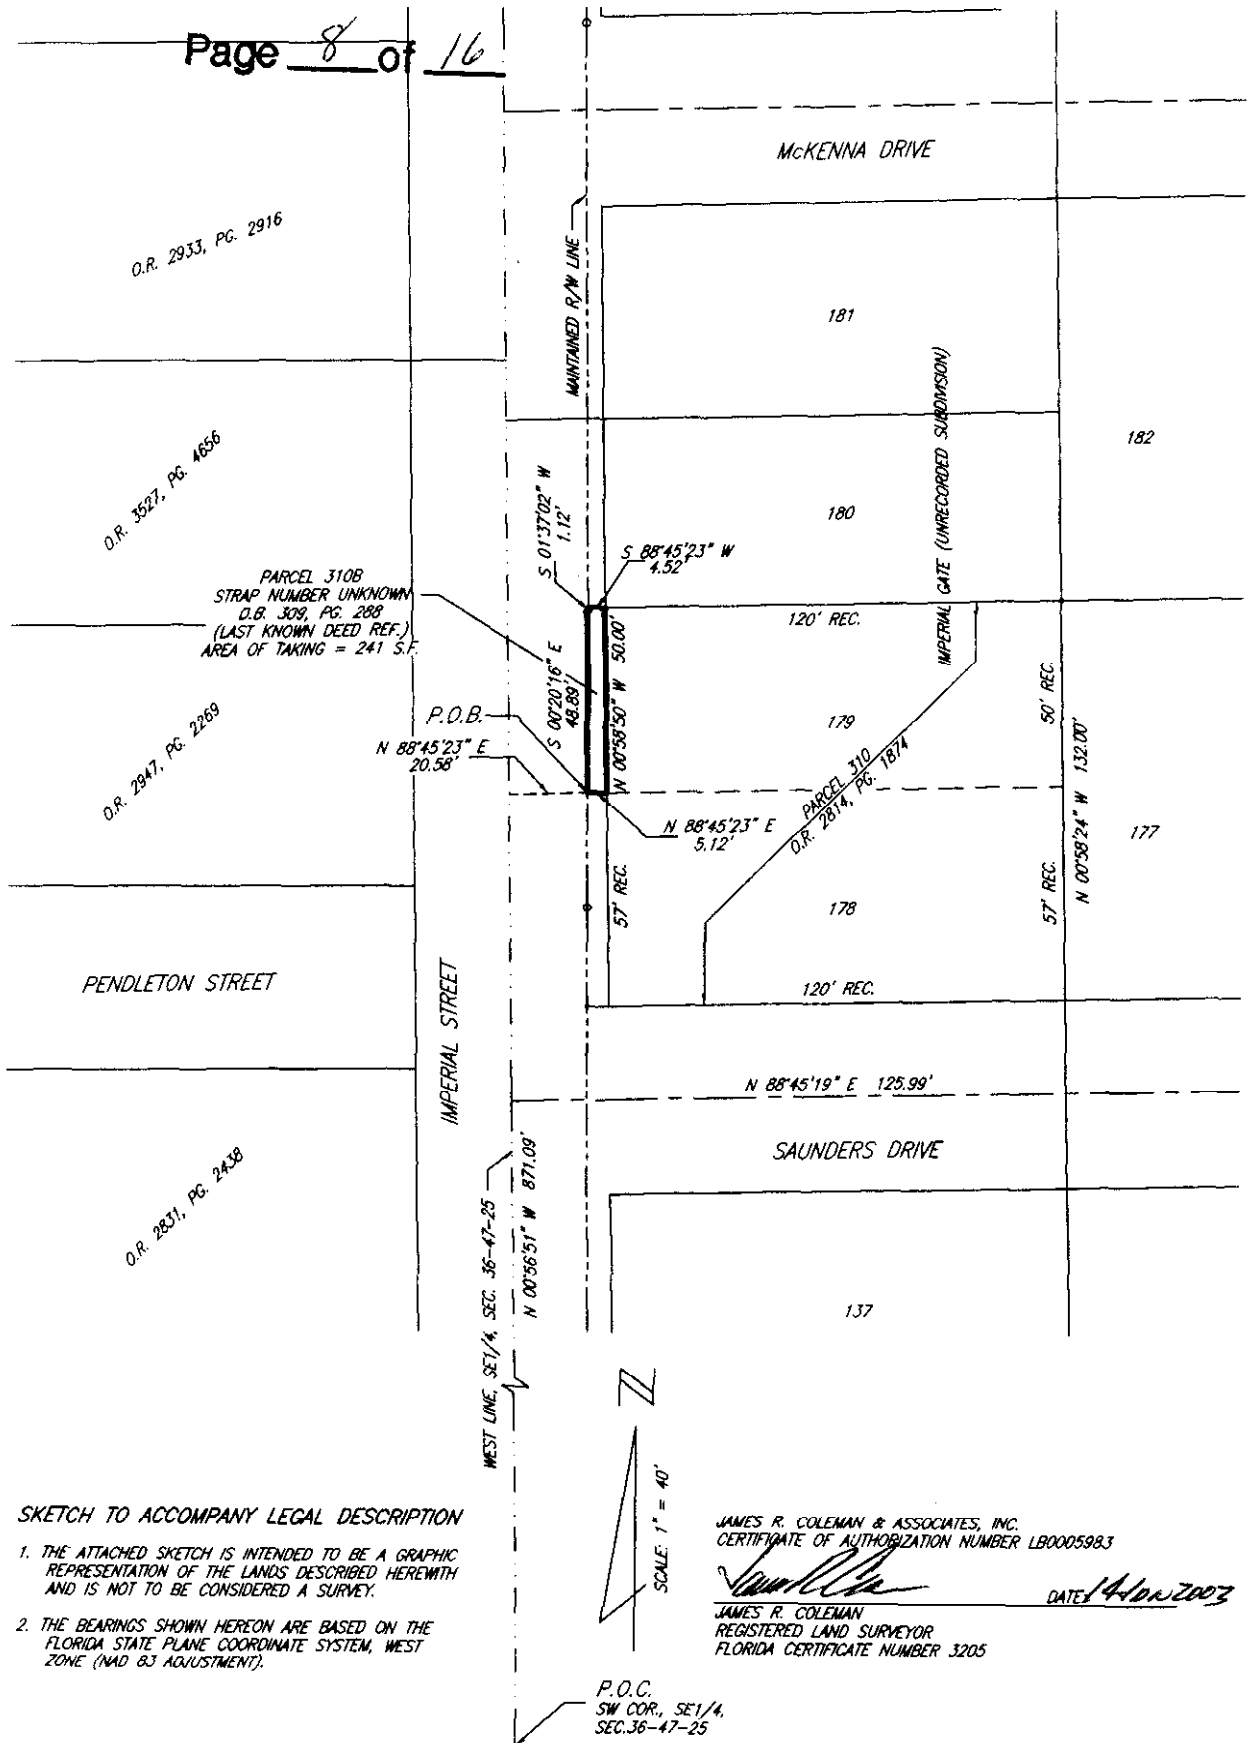 Page 8 of 16
McKENNA DRIVE
O.R. 2933, PG. 2916
MAINTAINED R/W LINE
181
IMPERIAL GATE (UNRECORDED SUBDIVISION)
182
O.R. 3527, PG. 4656
180
S 01°37'02" W
1.12'
S 88°45'23" W
4.52'
PARCEL 310B
STRAP NUMBER UNKNOWN
D.B. 309, PG. 288
(LAST KNOWN DEED REF.)
AREA OF TAKING = 241 S.F.
120' REC.
S 00°20'16" E
48.89'
N 00°58'50" W 50.00'
50' REC.
179
P.O.B.
N 88°45'23" E
20.58'
O.R. 2947, PG. 2269
PARCEL 310
O.R. 2814, PG. 1874
N 00°58'24" W 132.00'
N 88°45'23" E
5.12'
177
57' REC.
57' REC.
178
PENDLETON STREET
IMPERIAL STREET
120' REC.
N 88°45'19" E 125.99'
SAUNDERS DRIVE
O.R. 2831, PG. 2438
WEST LINE, SE1/4, SEC. 36-47-25
N 00°56'51" W 871.09'
137
N
SCALE: 1" = 40'
SKETCH TO ACCOMPANY LEGAL DESCRIPTION
1. THE ATTACHED SKETCH IS INTENDED TO BE A GRAPHIC
REPRESENTATION OF THE LANDS DESCRIBED HEREWITH
AND IS NOT TO BE CONSIDERED A SURVEY.
2. THE BEARINGS SHOWN HEREON ARE BASED ON THE
FLORIDA STATE PLANE COORDINATE SYSTEM, WEST
ZONE (NAD 83 ADJUSTMENT).
JAMES R. COLEMAN & ASSOCIATES, INC.
CERTIFICATE OF AUTHORIZATION NUMBER LB0005983
DATE 14 JAN 2003
JAMES R. COLEMAN
REGISTERED LAND SURVEYOR
FLORIDA CERTIFICATE NUMBER 3205
P.O.C.
SW COR., SE1/4,
SEC.36-47-25